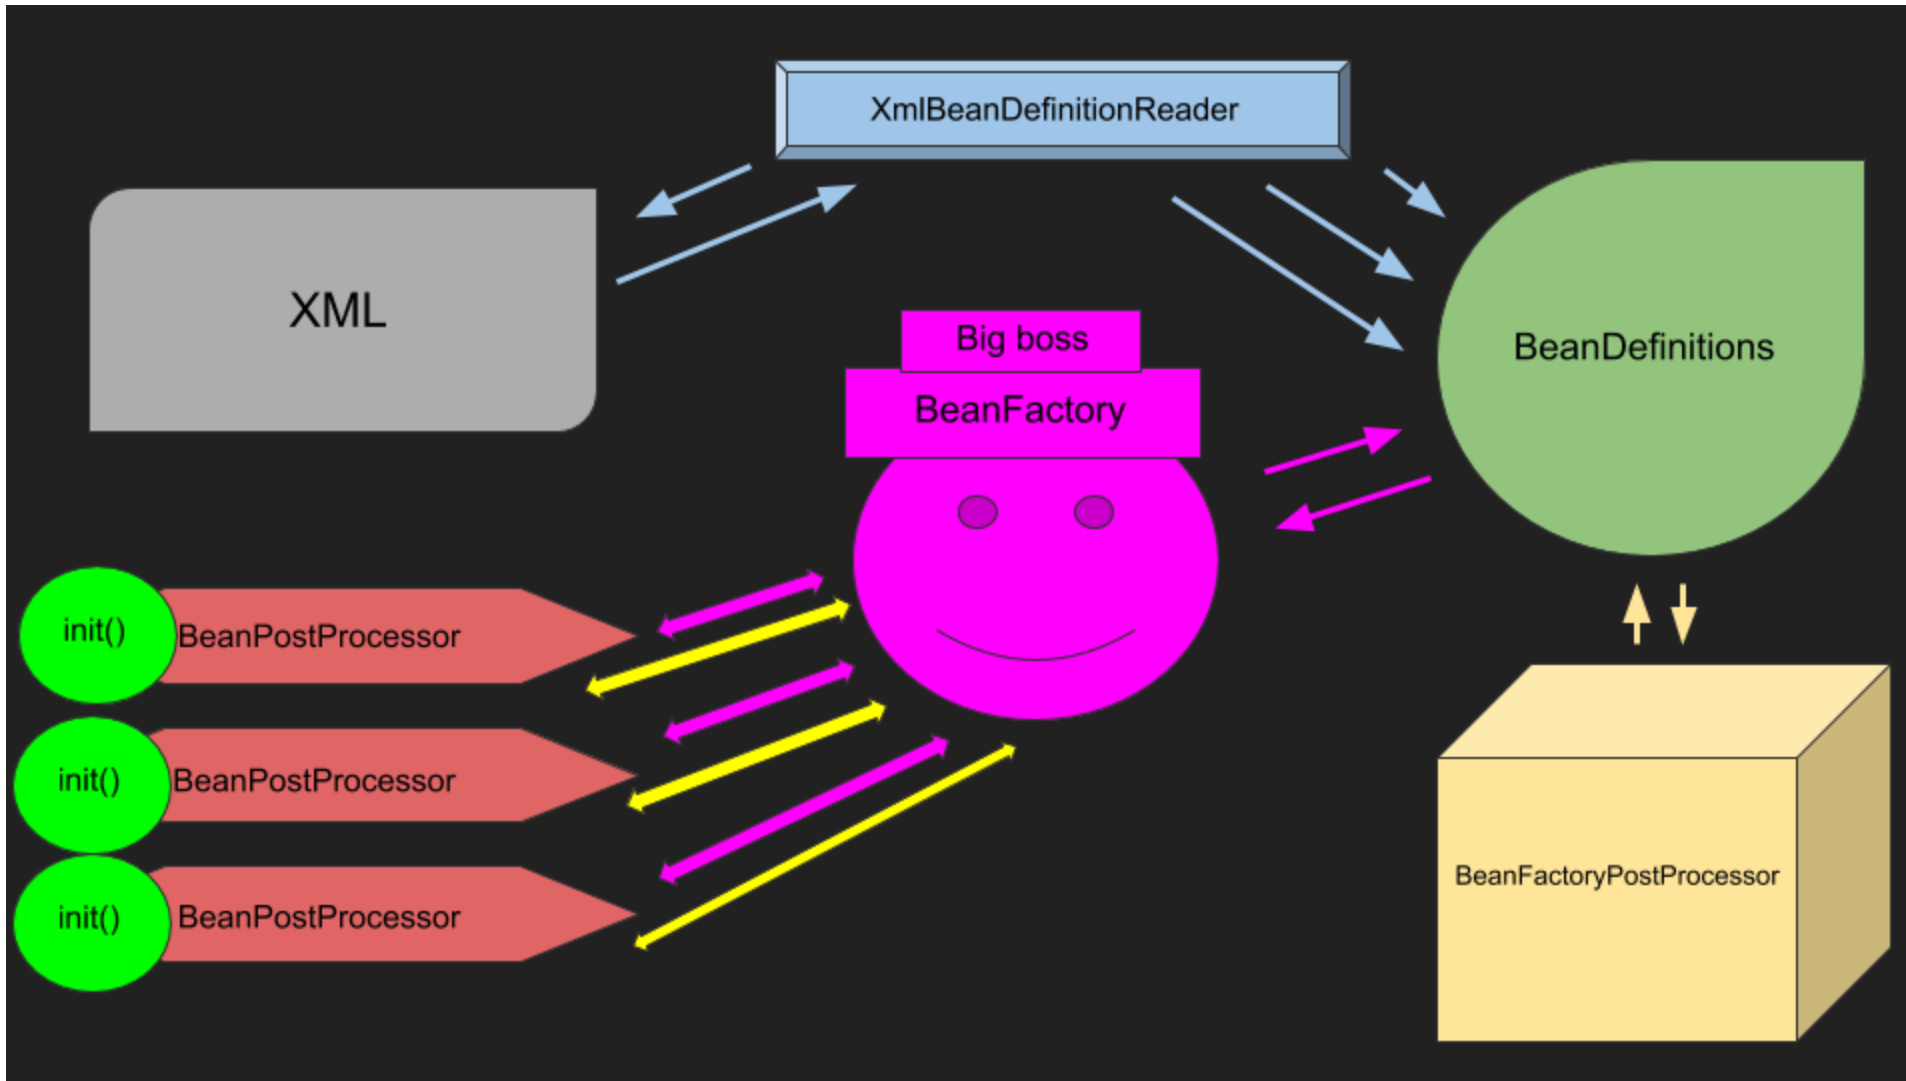 XmlBeanDefinitionReader
XML
Big boss
BeanFactory
BeanDefinitions
init()
BeanPostProcessor
init()
BeanPostProcessor
init()
BeanPostProcessor
BeanFactoryPostProcessor